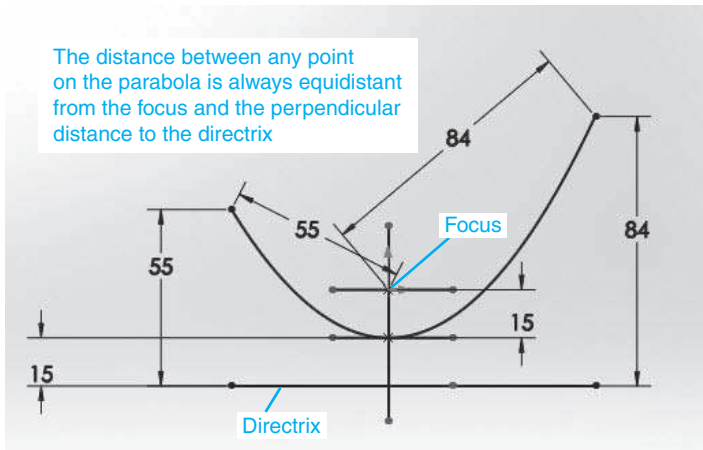 The distance between any point
on the parabola is always equidistant
from the focus and the perpendicular
distance to the directrix
84
55
Focus
84
55
15
15
Directrix